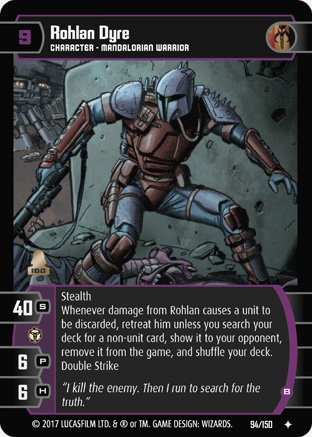 9
Rohlan Dyre
CHARACTER - MANDALORIAN WARRIOR
100
40 S
6 P
6 H
Stealth
Whenever damage from Rohlan causes a unit to
be discarded, retreat him unless you search your
deck for a non-unit card, show it to your opponent,
remove it from the game, and shuffle your deck.
Double Strike
"I kill the enemy. Then I run to search for the
truth."
B
© 2017 LUCASFILM LTD. & ® OR TM. GAME DESIGN: WIZARDS.
94/150